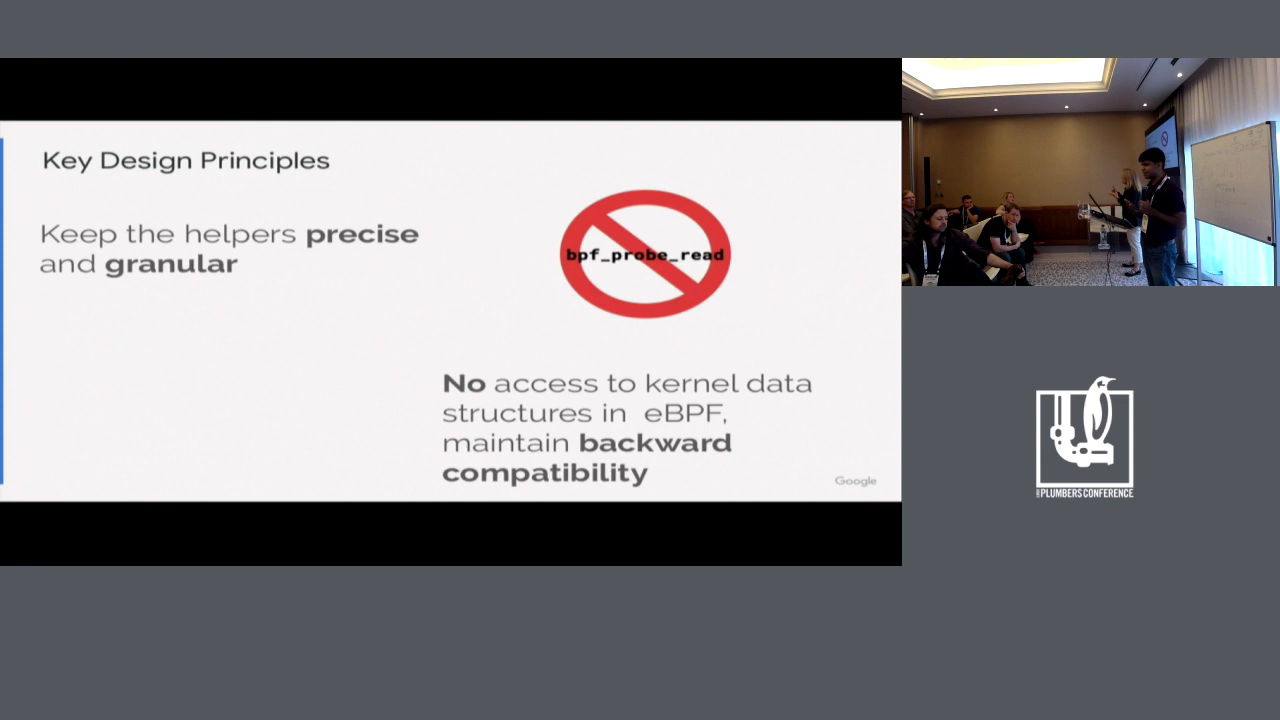 Key Design Principles
Keep the helpers precise
and granular
bpf_probe_read
No access to kernel data
structures in eBPF,
maintain backward
compatibility
Google
PLUMBERS CONFERENCE